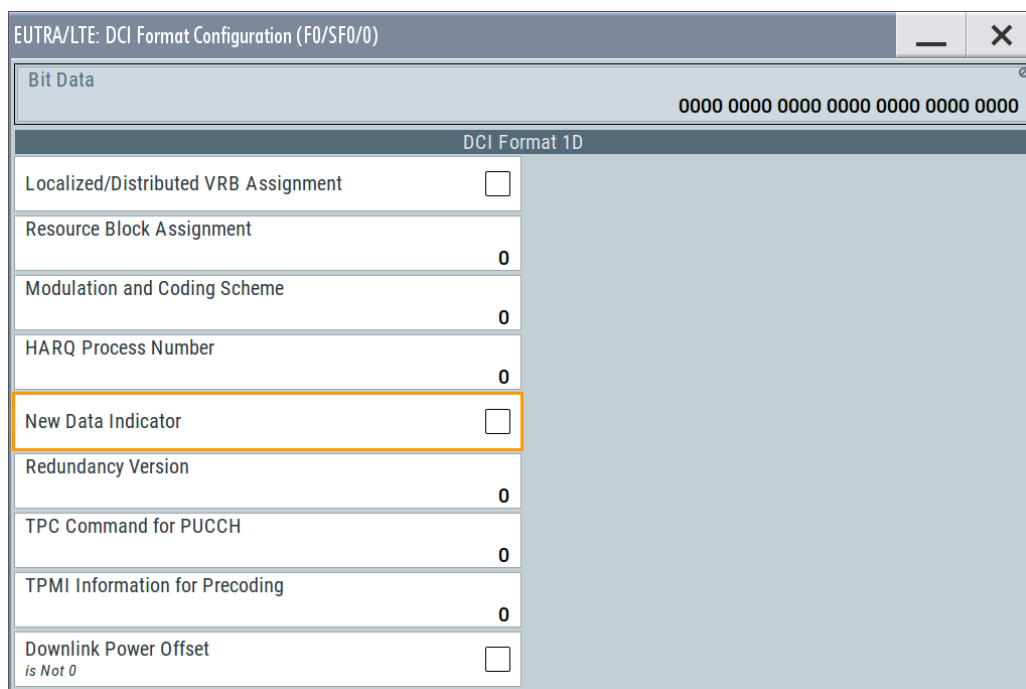 EUTRA/LTE: DCI Format Configuration (F0/SF0/0)
Bit Data
0000 0000 0000 0000 0000 0000 0000
DCI Format 1D
Localized/Distributed VRB Assignment
Resource Block Assignment
0
Modulation and Coding Scheme
0
HARQ Process Number
0
New Data Indicator
Redundancy Version
0
TPC Command for PUCCH
0
TPMI Information for Precoding
0
Downlink Power Offset
is Not 0